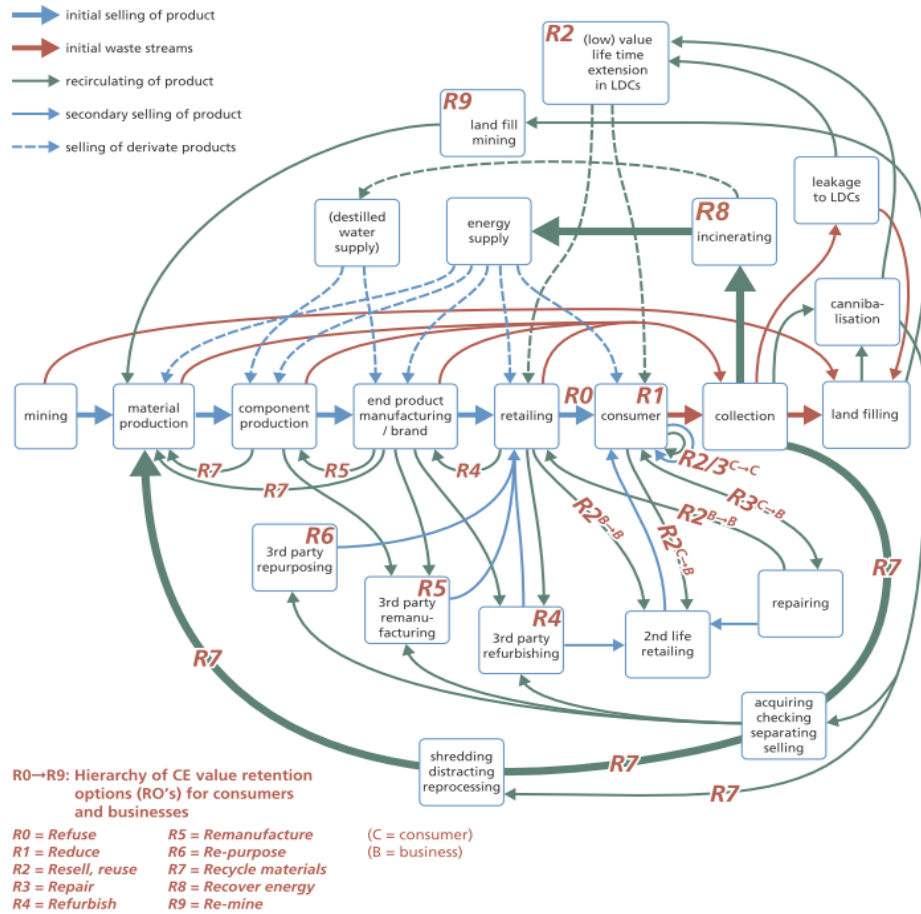 initial selling of product
initial waste streams
recirculating of product
secondary selling of product
selling of derivate products
R2
(low) value
life time
extension
in LDCs
R9
land fill
mining
leakage
to LDCs
(destilled
water
supply)
energy
supply
R8
incinerating
canniba-
lisation
mining
material
production
component
production
end product
manufacturing
/ brand
retailing
R0
consumer
R1
collection
land filling
R7
R7
R5
R4
R2/3 C→C
R3 C→B
R2 B→B
R2 B→B
R2 C→B
R7
R6
3rd party
repurposing
R5
3rd party
remanu-
facturing
R4
3rd party
refurbishing
2nd life
retailing
repairing
R7
acquiring
checking
separating
selling
shredding
distracting
reprocessing
R7
R7
R0→R9: Hierarchy of CE value retention
options (RO's) for consumers
and businesses
R0 = Refuse
R1 = Reduce
R2 = Resell, reuse
R3 = Repair
R4 = Refurbish
R5 = Remanufacture
R6 = Re-purpose
R7 = Recycle materials
R8 = Recover energy
R9 = Re-mine
(C = consumer)
(B = business)